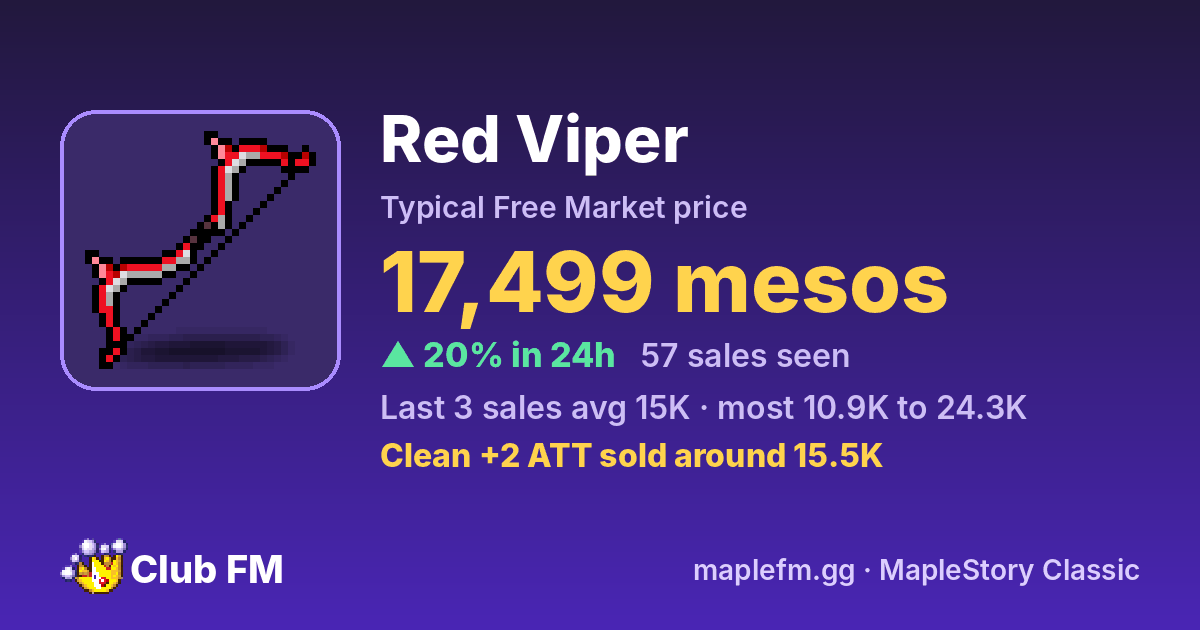 Red Viper
Typical Free Market price
17,499 mesos
▲ 20% in 24h 57 sales seen
Last 3 sales avg 15K · most 10.9K to 24.3K
Clean +2 ATT sold around 15.5K
Club FM
maplefm.gg · MapleStory Classic